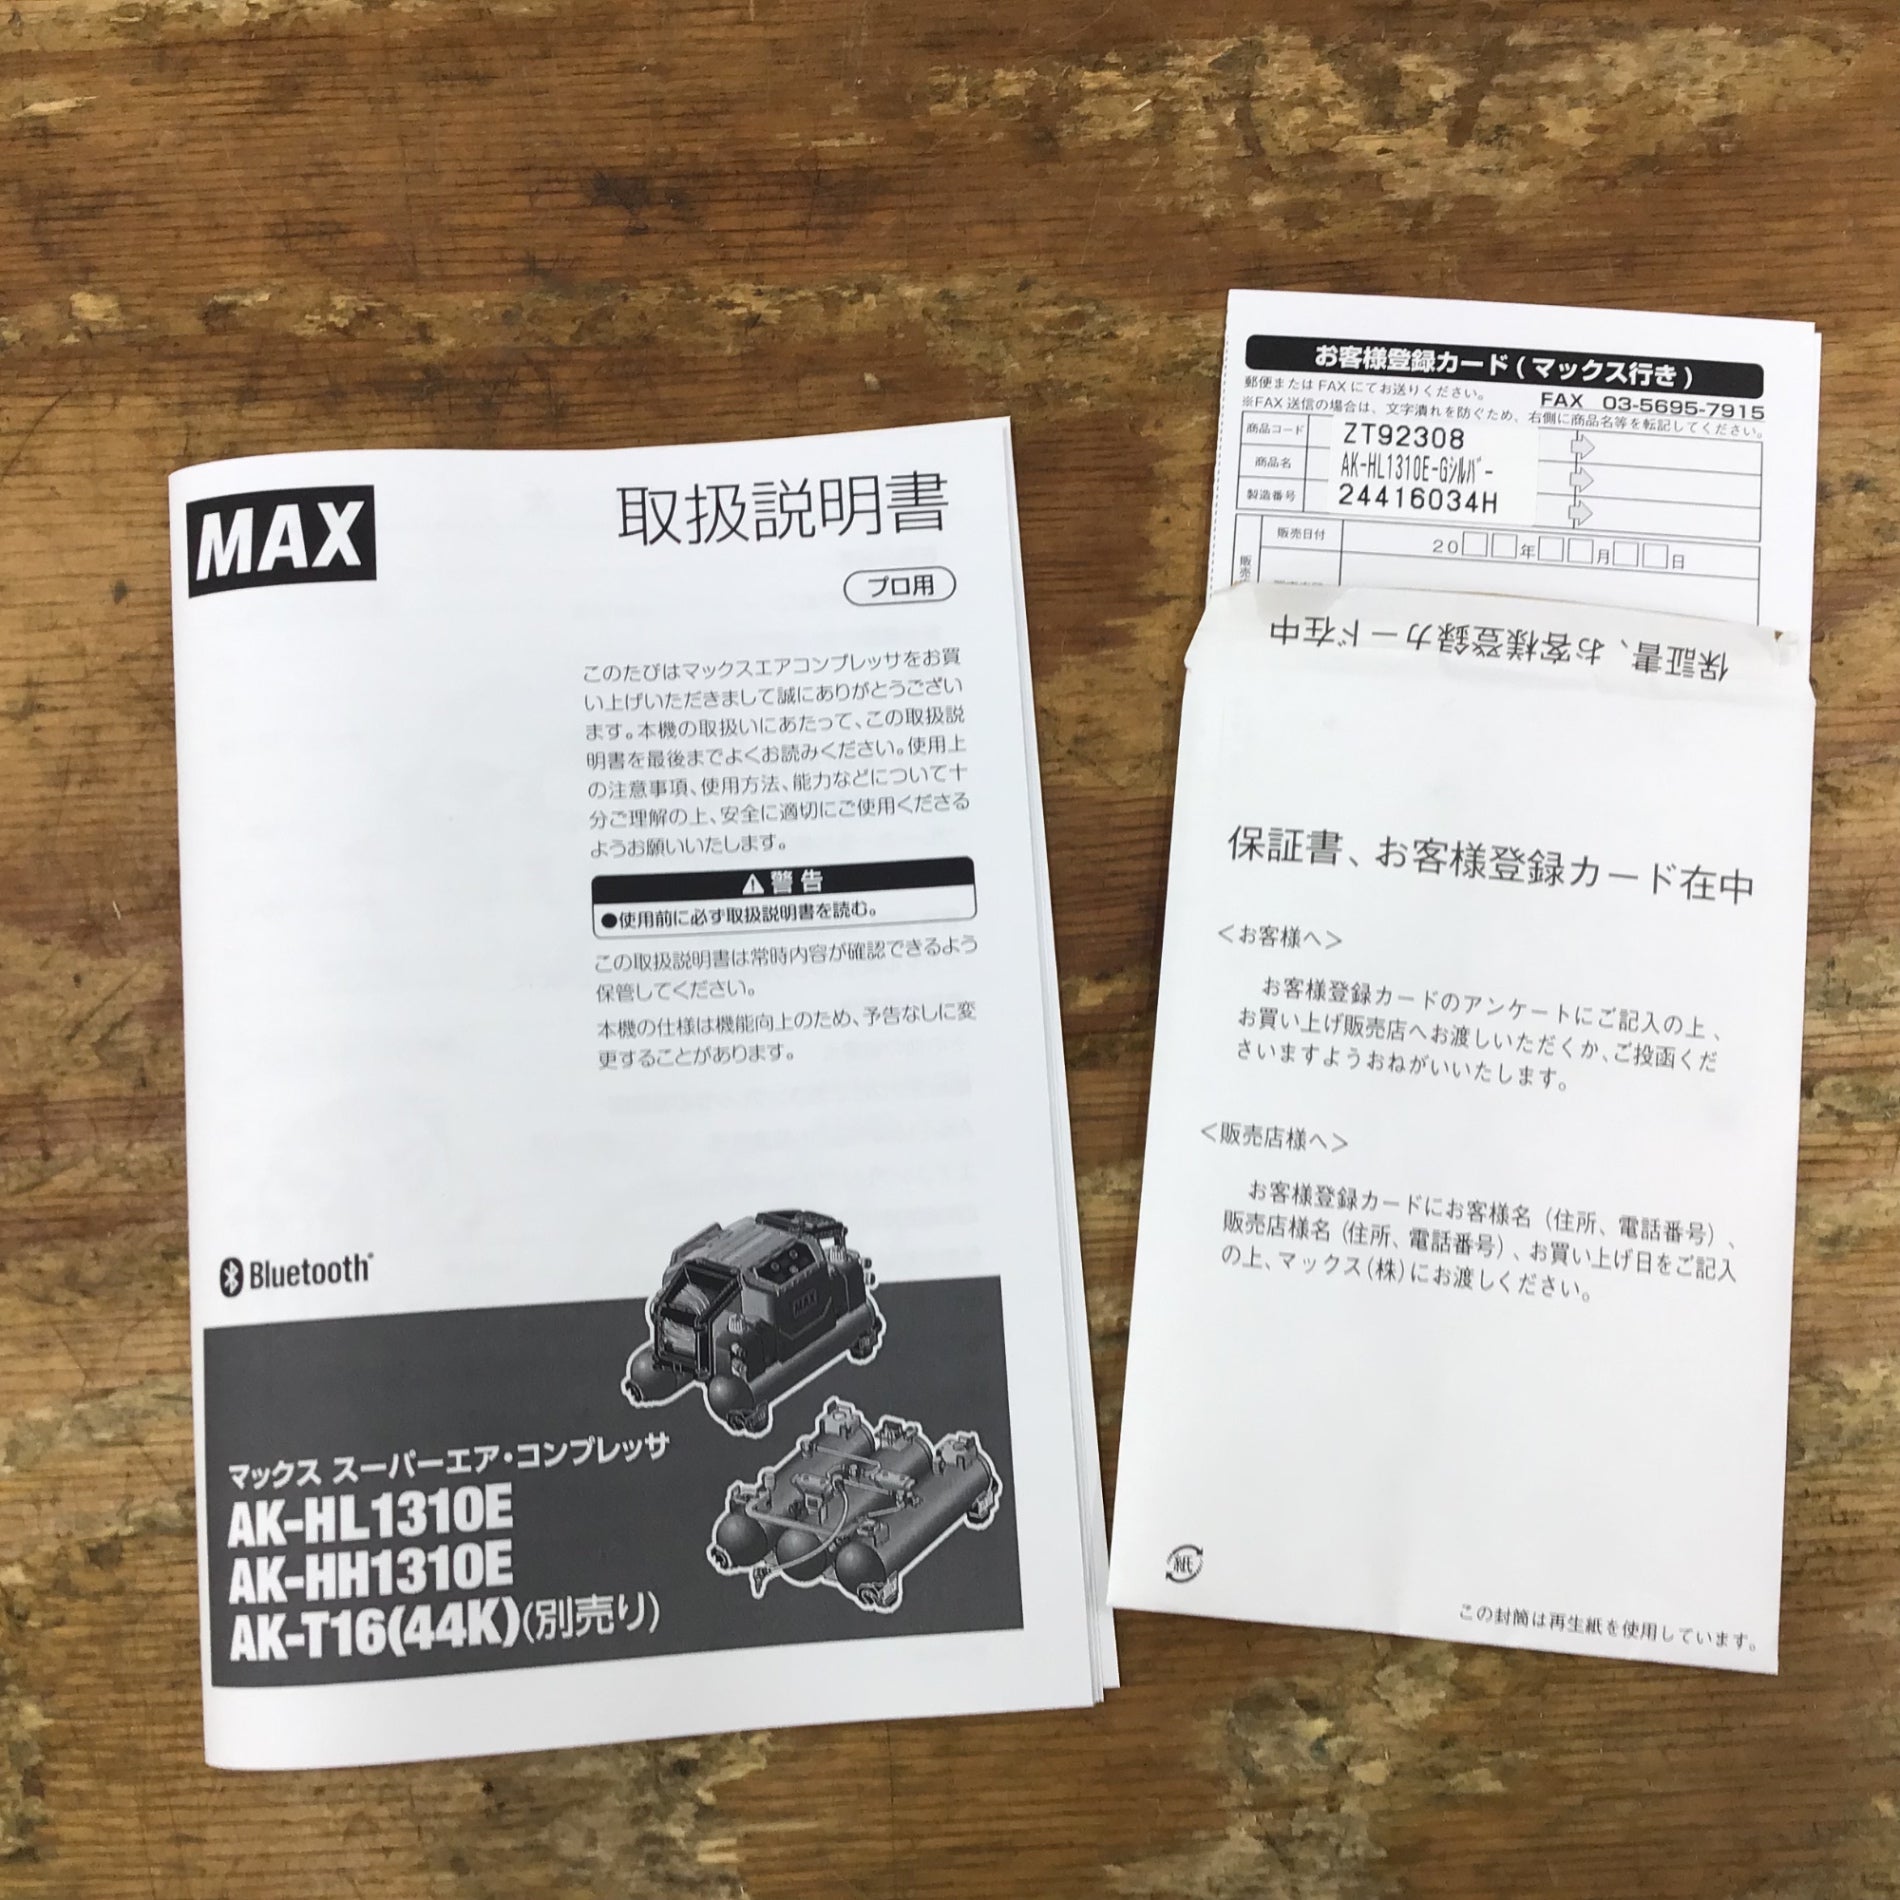 MAX
取扱説明書
プロ用
このたびはマックスエアコンプレッサをお買
い上げいただきまして誠にありがとうござい
ます。本機の取扱いにあたって、この取扱説
明書を最後までよくお読みください。使用上
の注意事項、使用方法、能力などについて十
分ご理解の上、安全に適切にご使用くださる
ようお願いいたします。
警告
●使用前に必ず取扱説明書を読む。
この取扱説明書は常時内容が確認できるよう
保管してください。
本機の仕様は機能向上のため、予告なしに変
更することがあります。
Bluetooth®
MAX
マックス スーパーエア・コンプレッサ
AK-HL1310E
AK-HH1310E
AK-T16(44K)(別売り)
お客様登録カード(マックス行き)
郵便またはFAXにてお送りください。 FAX 03-5695-7915
※FAX送信の場合は、文字潰れを防ぐため、右側に商品名等を転記してください。
商品コード ZT92308
商品名 AK-HL1310E-Gシルバー
製造番号 24416034H
販売日付 20□□年□□月□□日
保証書、お客様登録カード在中
保証書、お客様登録カード在中
<お客様へ>
お客様登録カードのアンケートにご記入の上、
お買い上げ販売店へお渡しいただくか、ご投函くだ
さいますようおねがいいたします。
<販売店様へ>
お客様登録カードにお客様名(住所、電話番号)、
販売店様名(住所、電話番号)、お買い上げ日をご記入
の上、マックス(株)にお渡しください。
紙
この封筒は再生紙を使用しています。